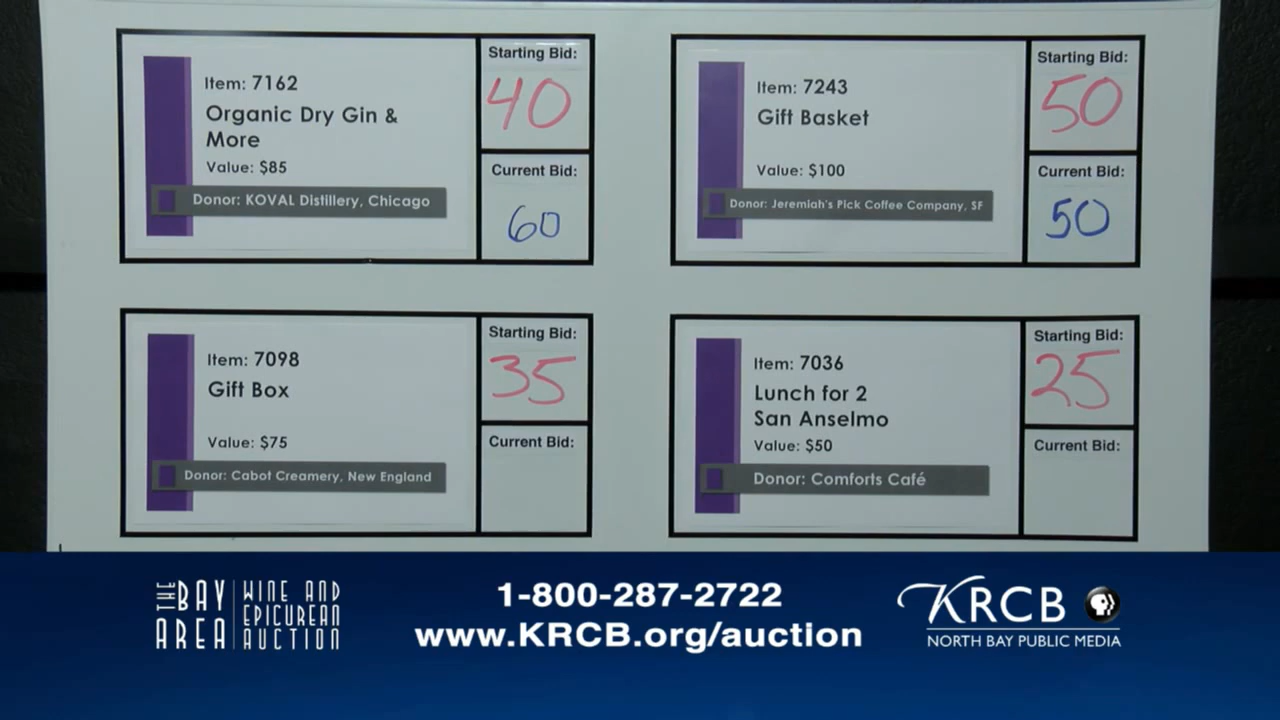 Item: 7162
Organic Dry Gin &
More
Value: $85
Donor: KOVAL Distillery, Chicago
Starting Bid:
40
Current Bid:
60
Item: 7243
Gift Basket
Value: $100
Donor: Jeremiah's Pick Coffee Company, SF
Starting Bid:
50
Current Bid:
50
Item: 7098
Gift Box
Value: $75
Donor: Cabot Creamery, New England
Starting Bid:
35
Current Bid:
Item: 7036
Lunch for 2
San Anselmo
Value: $50
Donor: Comforts Café
Starting Bid:
25
Current Bid:
THE BAY AREA
WINE AND
EPICUREAN
AUCTION
1-800-287-2722
www.KRCB.org/auction
KRCB
NORTH BAY PUBLIC MEDIA